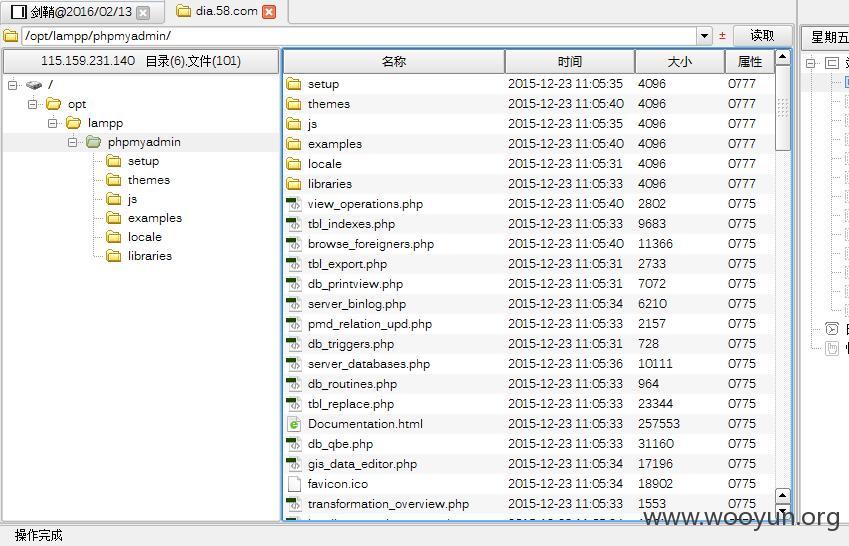 剑鞘@2016/02/13
dia.58.com
/opt/lampp/phpmyadmin/
±
读取
星期五
115.159.231.140 目录(6),文件(101)
名称 时间 大小 属性
/
opt
lampp
phpmyadmin
setup
themes
js
examples
locale
libraries
setup 2015-12-23 11:05:35 4096 0777
themes 2015-12-23 11:05:40 4096 0777
js 2015-12-23 11:05:35 4096 0777
examples 2015-12-23 11:05:40 4096 0777
locale 2015-12-23 11:05:31 4096 0777
libraries 2015-12-23 11:05:33 4096 0777
view_operations.php 2015-12-23 11:05:40 2802 0775
tbl_indexes.php 2015-12-23 11:05:33 9683 0775
browse_foreigners.php 2015-12-23 11:05:40 11366 0775
tbl_export.php 2015-12-23 11:05:31 2733 0775
db_printview.php 2015-12-23 11:05:31 7072 0775
server_binlog.php 2015-12-23 11:05:34 6210 0775
pmd_relation_upd.php 2015-12-23 11:05:33 2157 0775
db_triggers.php 2015-12-23 11:05:31 728 0775
server_databases.php 2015-12-23 11:05:36 10111 0775
db_routines.php 2015-12-23 11:05:33 964 0775
tbl_replace.php 2015-12-23 11:05:33 23344 0775
Documentation.html 2015-12-23 11:05:33 257553 0775
db_qbe.php 2015-12-23 11:05:33 31160 0775
gis_data_editor.php 2015-12-23 11:05:34 17196 0775
favicon.ico 2015-12-23 11:05:34 18902 0775
transformation_overview.php 2015-12-23 11:05:33 1553 0775
www.wooyun.org
操作完成